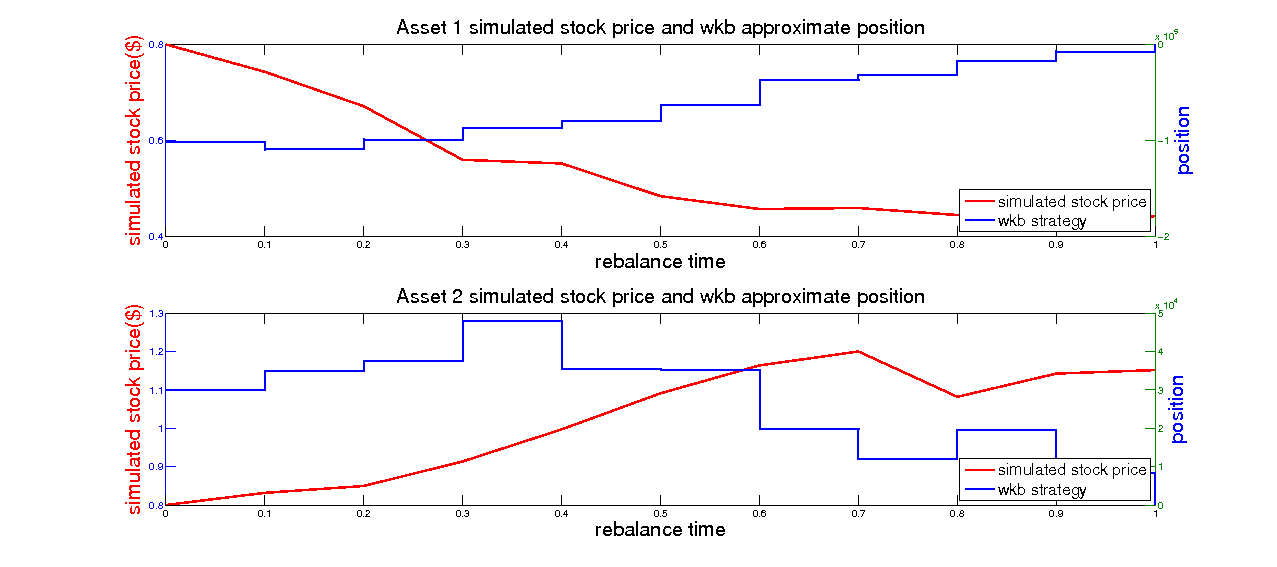 Asset 1 simulated stock price and wkb approximate position
x 10^5
simulated stock price($)
0.8
0.6
0.4
0
-1
-2
position
simulated stock price
wkb strategy
0 0.1 0.2 0.3 0.4 0.5 0.6 0.7 0.8 0.9 1
rebalance time
Asset 2 simulated stock price and wkb approximate position
x 10^4
simulated stock price($)
1.3
1.2
1.1
1
0.9
0.8
5
4
3
2
1
0
position
simulated stock price
wkb strategy
0 0.1 0.2 0.3 0.4 0.5 0.6 0.7 0.8 0.9 1
rebalance time